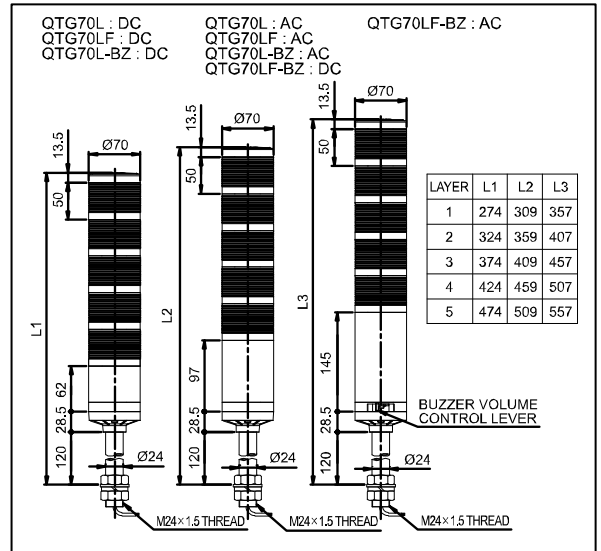 QTG70L : DC
QTG70LF : DC
QTG70L-BZ : DC
QTG70L : AC
QTG70LF : AC
QTG70L-BZ : AC
QTG70LF-BZ : DC
QTG70LF-BZ : AC
13.5
Ø70
50
L1
62
28.5
120
Ø24
M24×1.5 THREAD
13.5
Ø70
50
L2
97
28.5
120
Ø24
M24×1.5 THREAD
13.5
Ø70
50
L3
145
28.5
120
Ø24
M24×1.5 THREAD
BUZZER VOLUME
CONTROL LEVER
LAYER L1 L2 L3
1 274 309 357
2 324 359 407
3 374 409 457
4 424 459 507
5 474 509 557